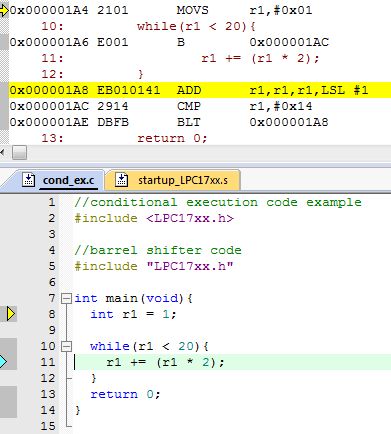 0x000001A4 2101 MOVS r1,#0x01
10: while(r1 < 20){
0x000001A6 E001 B 0x000001AC
11: r1 += (r1 * 2);
12: }
0x000001A8 EB010141 ADD r1,r1,r1,LSL #1
0x000001AC 2914 CMP r1,#0x14
0x000001AE DBFB BLT 0x000001A8
13: return 0;
cond_ex.c startup_LPC17xx.s
1 //conditional execution code example
2 #include <LPC17xx.h>
3
4 //barrel shifter code
5 #include "LPC17xx.h"
6
7 int main(void){
8 int r1 = 1;
9
10 while(r1 < 20){
11 r1 += (r1 * 2);
12 }
13 return 0;
14 }
15